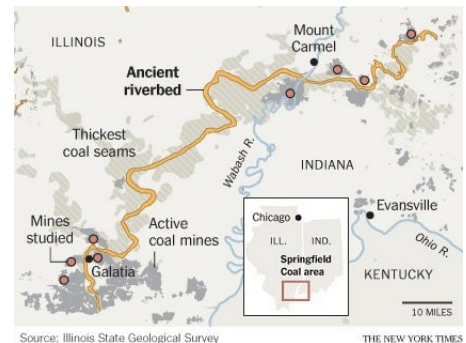 ILLINOIS
Mount
Carmel
Ancient
riverbed
Thickest
coal seams
Wabash R.
INDIANA
Mines
studied
Active
coal mines
Galatia
Chicago
ILL.
IND.
Springfield
Coal area
Evansville
Ohio R.
KENTUCKY
10 MILES
Source: Illinois State Geological Survey
THE NEW YORK TIMES